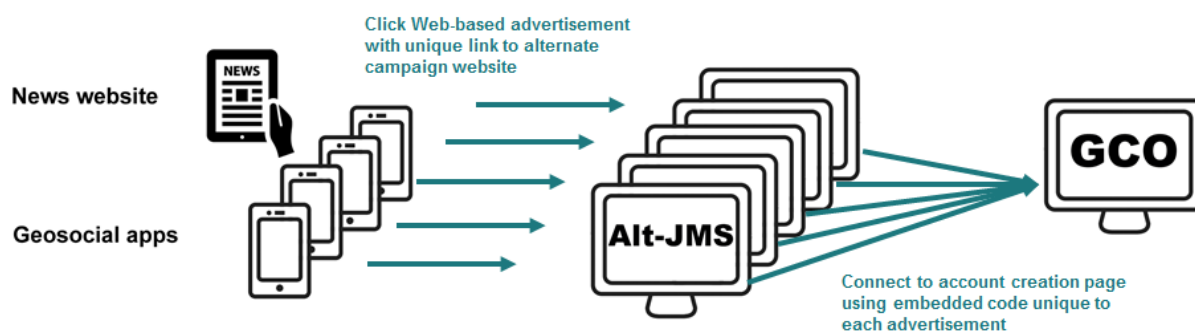 Click Web-based advertisement
with unique link to alternate
campaign website
NEWS
News website
GCO
Geosocial apps
Alt-JMS
Connect to account creation page
using embedded code unique to
each advertisement